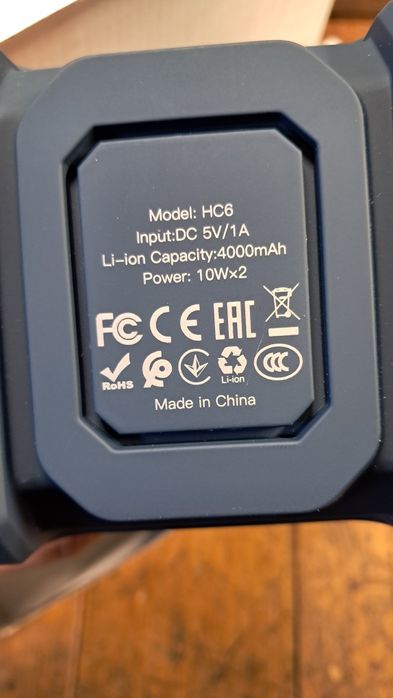 Model: HC6
Input:DC 5V/1A
Li-ion Capacity:4000mAh
Power: 10W×2
FC CE EAC
RoHS Li-ion CCC
Made in China